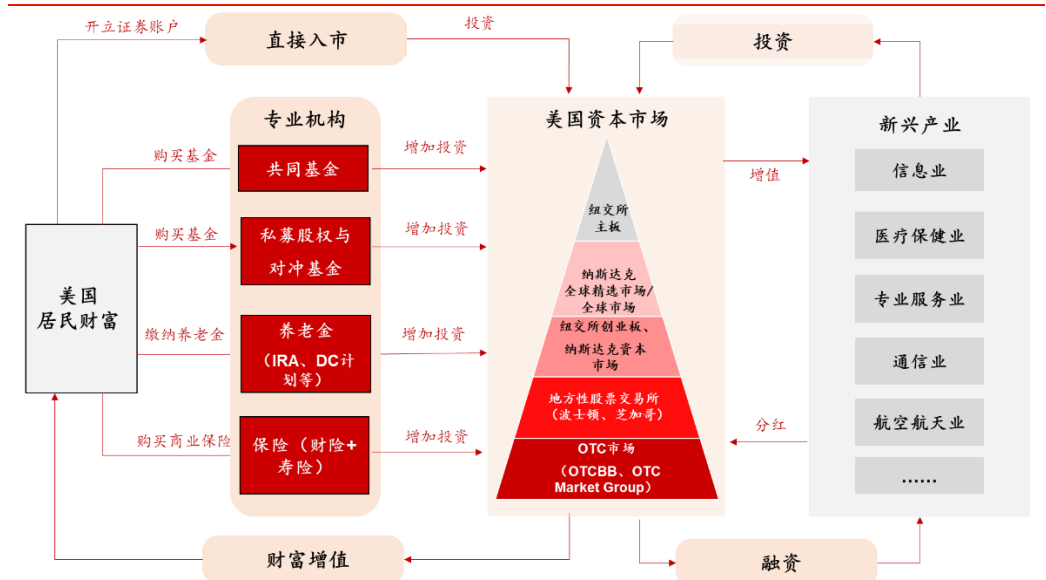 开立证券账户
直接入市
投资
投资
专业机构
美国资本市场
新兴产业
购买基金
共同基金
增加投资
增值
信息业
纽交所
主板
购买基金
私募股权与
对冲基金
增加投资
医疗保健业
纳斯达克
全球精选市场/
全球市场
美国
居民财富
专业服务业
缴纳养老金
养老金
（IRA、DC计
划等）
增加投资
纽交所创业板、
纳斯达克资本
市场
通信业
地方性股票交易所
（波士顿、芝加哥）
分红
航空航天业
购买商业保险
保险（财险+
寿险）
增加投资
OTC市场
（OTCBB、OTC
Market Group）
……
财富增值
融资